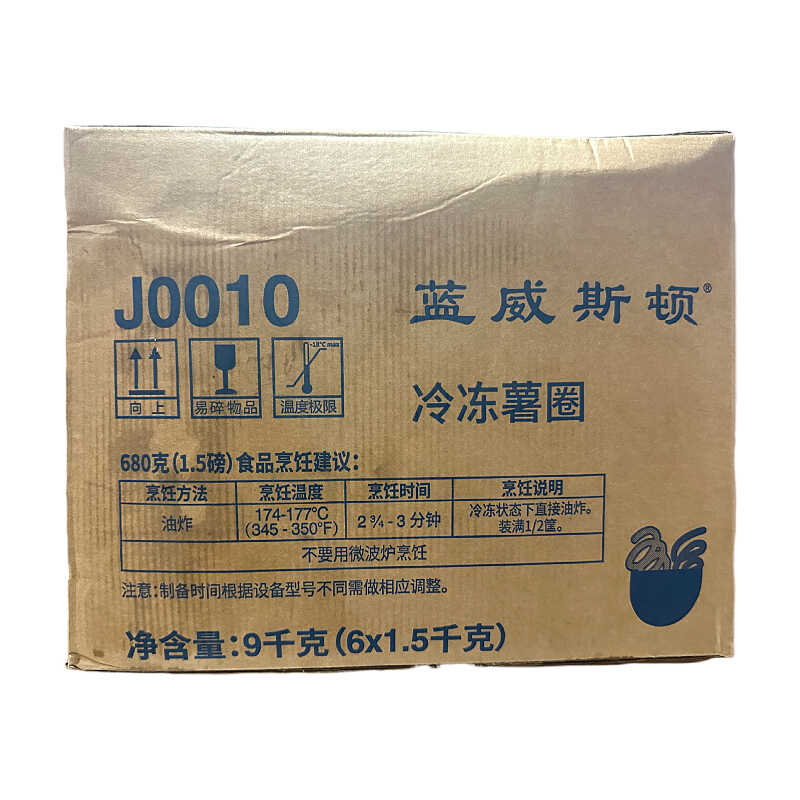 J0010
蓝威斯顿®
-18°C max
向上
易碎物品
温度极限
冷冻薯圈
680克(1.5磅)食品烹饪建议:
烹饪方法 烹饪温度 烹饪时间 烹饪说明
油炸 174-177°C (345 - 350°F) 2 ¾ - 3 分钟 冷冻状态下直接油炸。装满1/2筐。
不要用微波炉烹饪
注意:制备时间根据设备型号不同需做相应调整。
净含量:9千克(6x1.5千克)